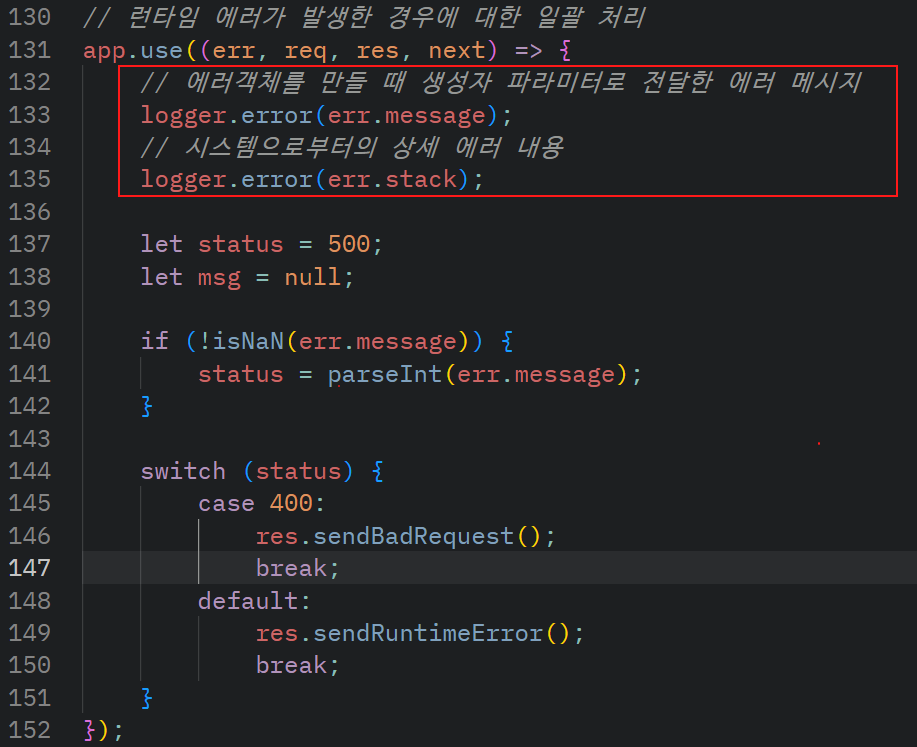 130 // 런타임 에러가 발생한 경우에 대한 일괄 처리
131 app.use((err, req, res, next) => {
132     // 에러객체를 만들 때 생성자 파라미터로 전달한 에러 메시지
133     logger.error(err.message);
134     // 시스템으로부터의 상세 에러 내용
135     logger.error(err.stack);
136
137     let status = 500;
138     let msg = null;
139
140     if (!isNaN(err.message)) {
141         status = parseInt(err.message);
142     }
143
144     switch (status) {
145         case 400:
146             res.sendBadRequest();
147             break;
148         default:
149             res.sendRuntimeError();
150             break;
151     }
152 });